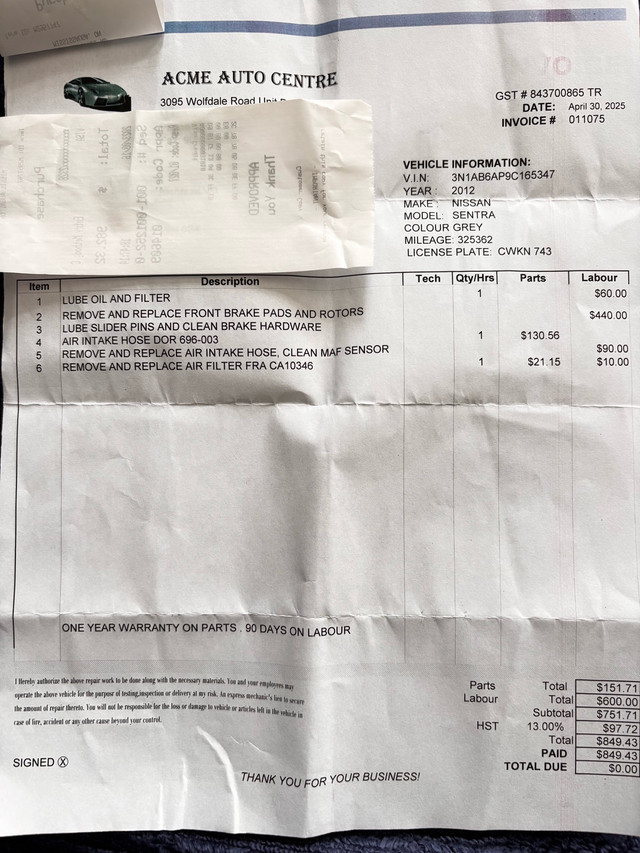 ACME AUTO CENTRE
3095 Wolfdale Road Unit
GST # 843700865 TR
DATE: April 30, 2025
INVOICE # 011075
VEHICLE INFORMATION:
V.I.N: 3N1AB6AP9C165347
YEAR : 2012
MAKE : NISSAN
MODEL: SENTRA
COLOUR GREY
MILEAGE: 325362
LICENSE PLATE: CWKN 743
Thank You
APPROVED
Total: $
Item Description Tech Qty/Hrs Parts Labour
1 LUBE OIL AND FILTER 1 $60.00
2 REMOVE AND REPLACE FRONT BRAKE PADS AND ROTORS $440.00
3 LUBE SLIDER PINS AND CLEAN BRAKE HARDWARE
4 AIR INTAKE HOSE DOR 696-003 1 $130.56
5 REMOVE AND REPLACE AIR INTAKE HOSE, CLEAN MAF SENSOR $90.00
6 REMOVE AND REPLACE AIR FILTER FRA CA10346 1 $21.15 $10.00
ONE YEAR WARRANTY ON PARTS . 90 DAYS ON LABOUR
I Hereby authorize the above repair work to be done along with the necessary materials. You and your employees may
operate the above vehicle for the purpose of testing,inspection or delivery at my risk. An express mechanic's lien to secure
the amount of repair thereto. You will not be responsible for the loss or damage to vehicle or articles left in the vehicle in
case of fire, accident or any other cause beyond your control.
Parts Total $151.71
Labour Total $600.00
Subtotal $751.71
HST 13.00% $97.72
Total $849.43
PAID $849.43
TOTAL DUE $0.00
SIGNED Ⓧ
THANK YOU FOR YOUR BUSINESS!